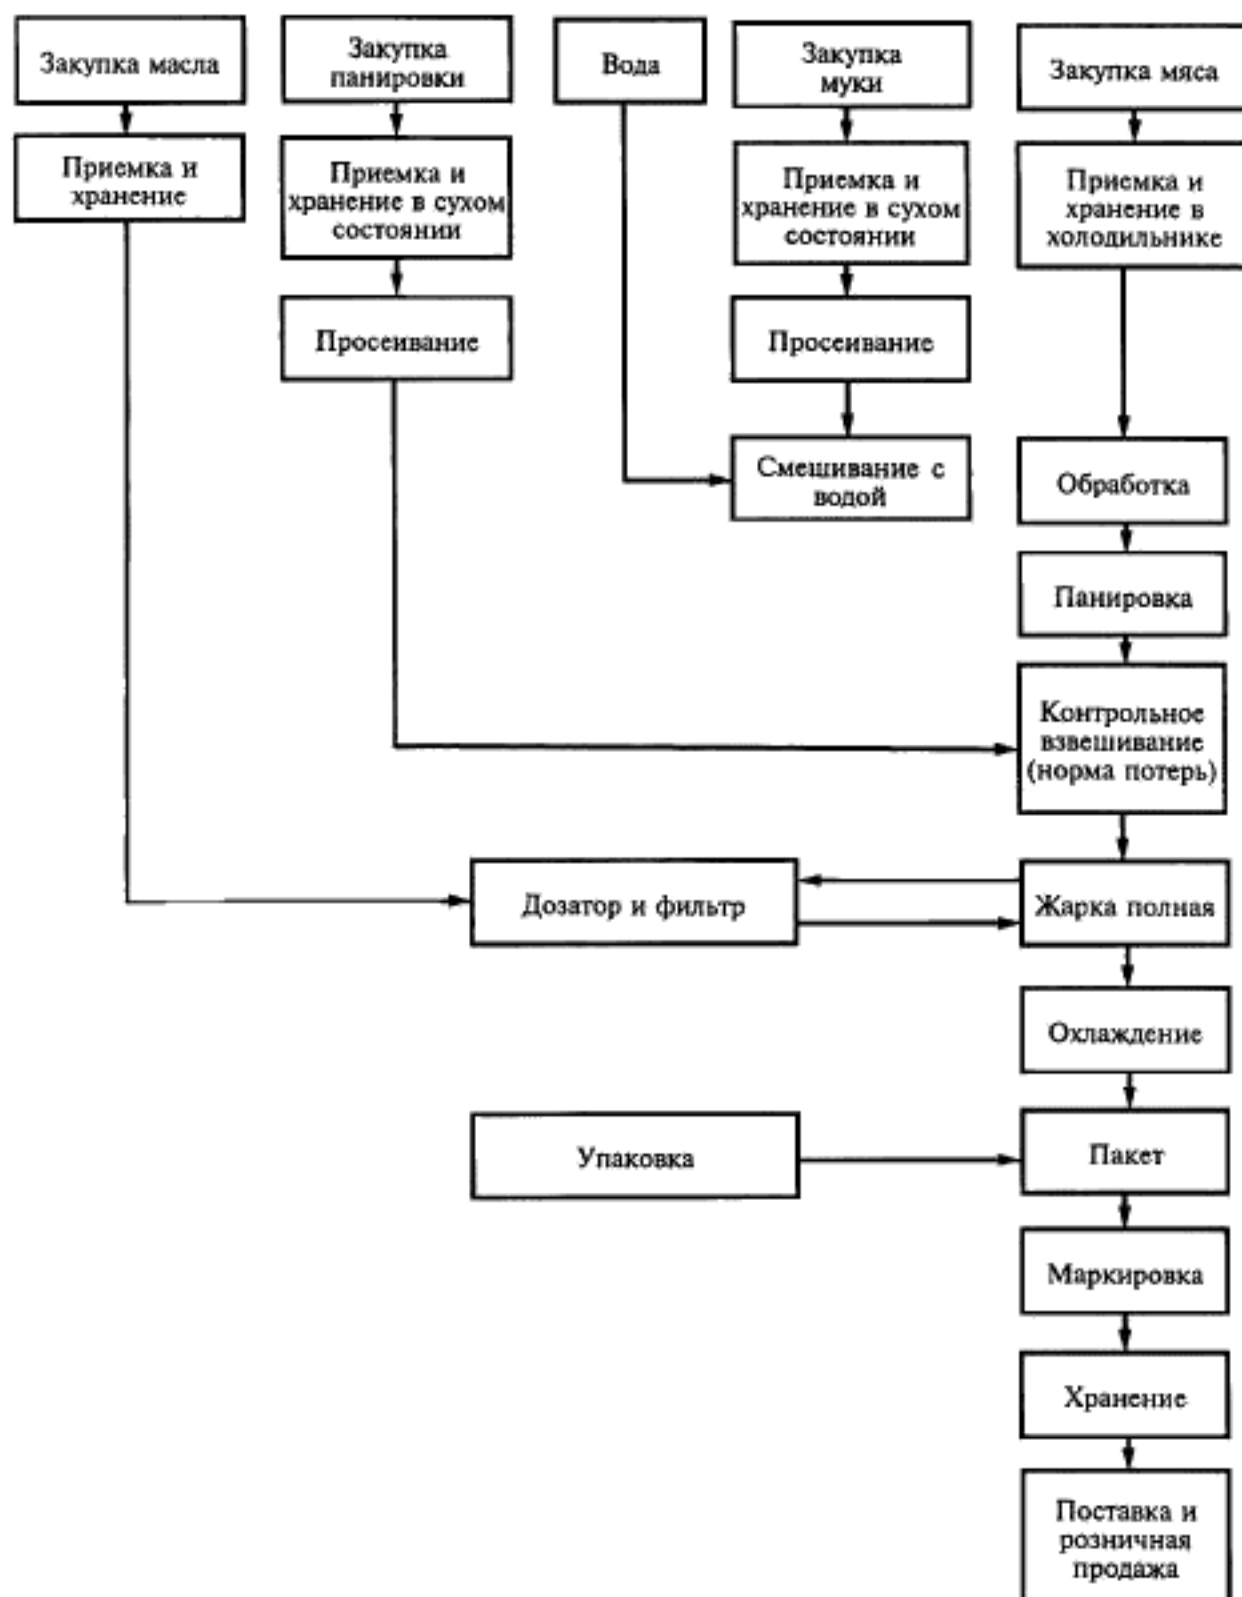 Закупка масла
Закупка
панировки
Вода
Закупка
муки
Закупка мяса
Приемка и
хранение
Приемка и
хранение в сухом
состоянии
Приемка и
хранение в сухом
состоянии
Приемка и
хранение в
холодильнике
Просеивание
Просеивание
Смешивание с
водой
Обработка
Панировка
Контрольное
взвешивание
(норма потерь)
Дозатор и фильтр
Жарка полная
Охлаждение
Упаковка
Пакет
Маркировка
Хранение
Поставка и
розничная
продажа